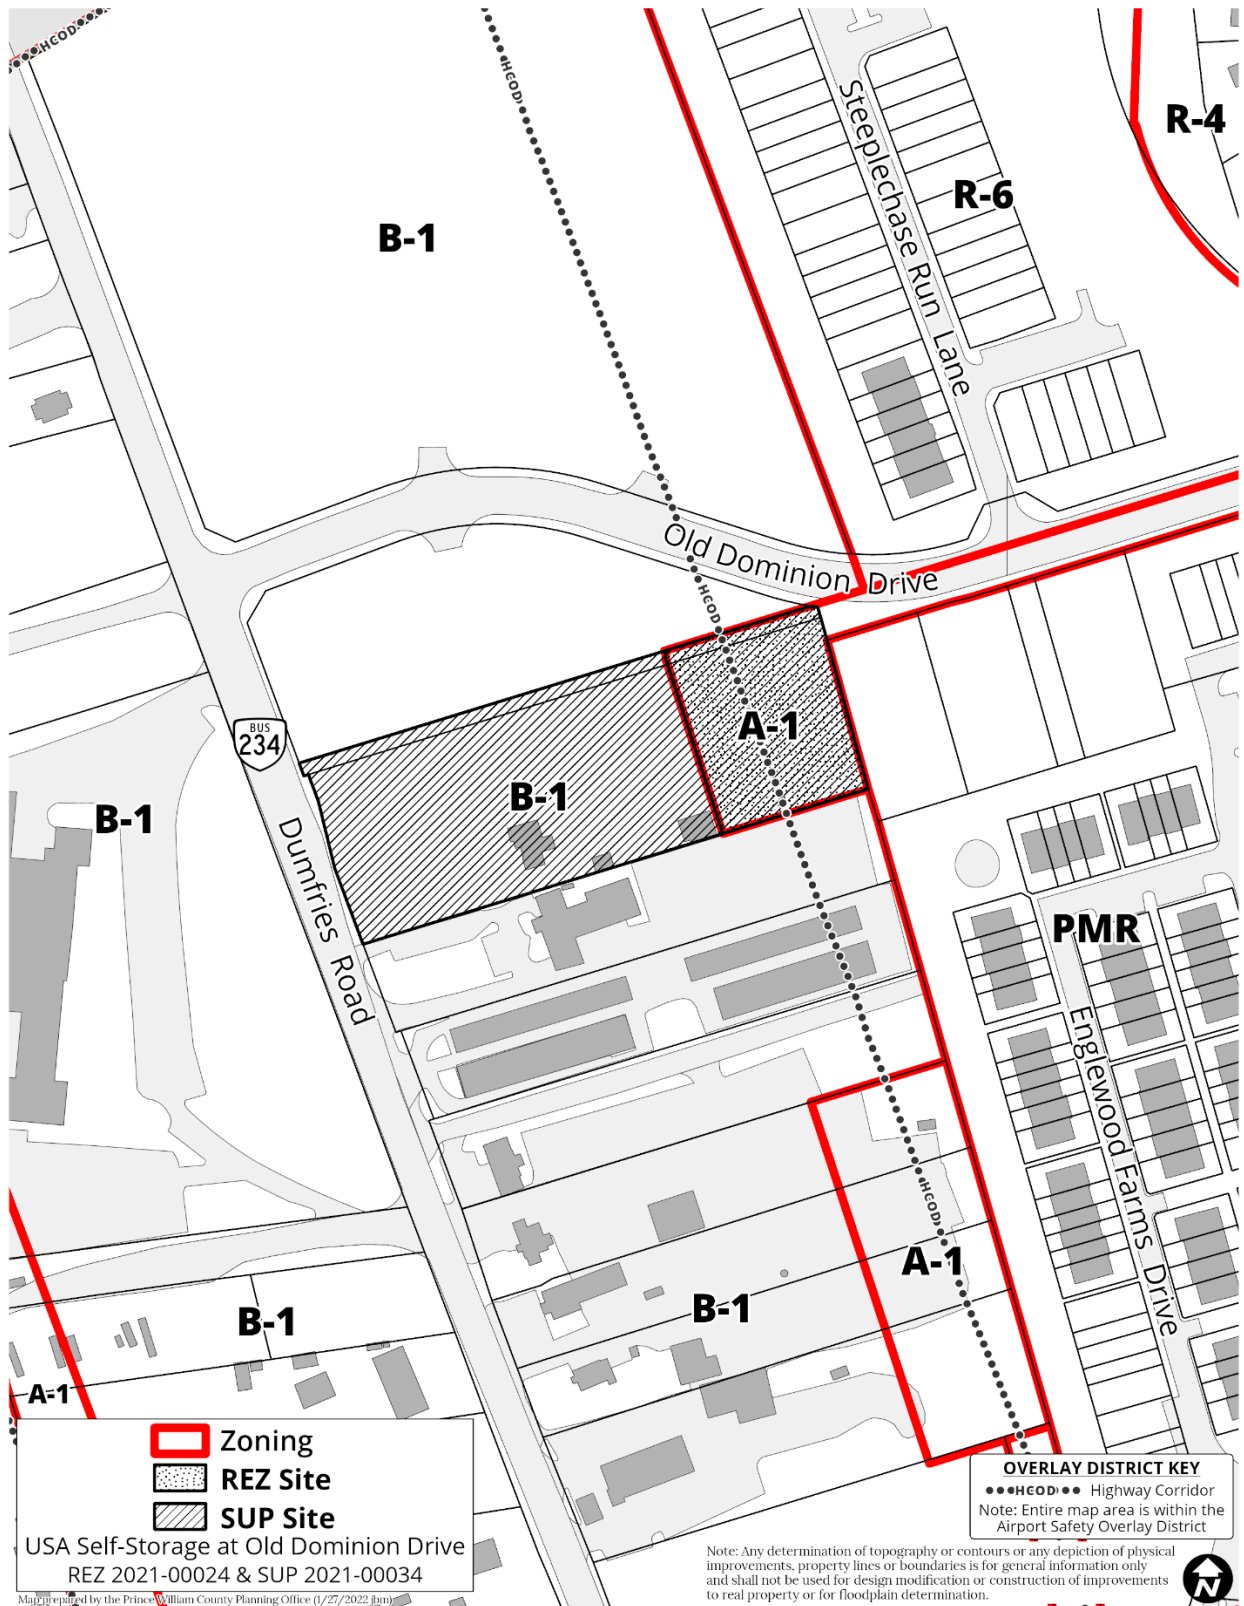 HCOD
HCOD
R-4
Steeplechase Run Lane
R-6
B-1
Old Dominion Drive
HCOD
A-1
BUS
234
B-1
B-1
Dumfries Road
PMR
Englewood Farms Drive
HCOD
A-1
B-1
B-1
A-1
Zoning
REZ Site
SUP Site
USA Self-Storage at Old Dominion Drive
REZ 2021-00024 & SUP 2021-00034
Map prepared by the Prince William County Planning Office (1/27/2022 jbm)
OVERLAY DISTRICT KEY
HCOD Highway Corridor
Note: Entire map area is within the
Airport Safety Overlay District
Note: Any determination of topography or contours or any depiction of physical
improvements, property lines or boundaries is for general information only
and shall not be used for design modification or construction of improvements
to real property or for floodplain determination.
N